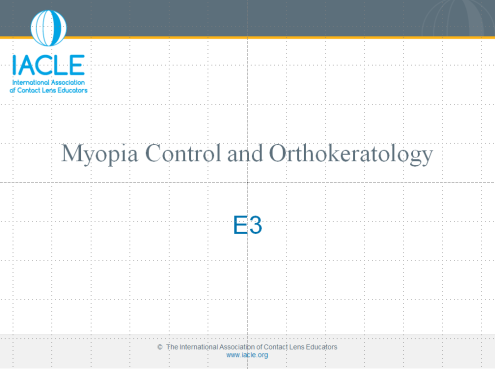 IACLE
International Association
of Contact Lens Educators
Myopia Control and Orthokeratology
E3
© The International Association of Contact Lens Educators
www.iacle.org